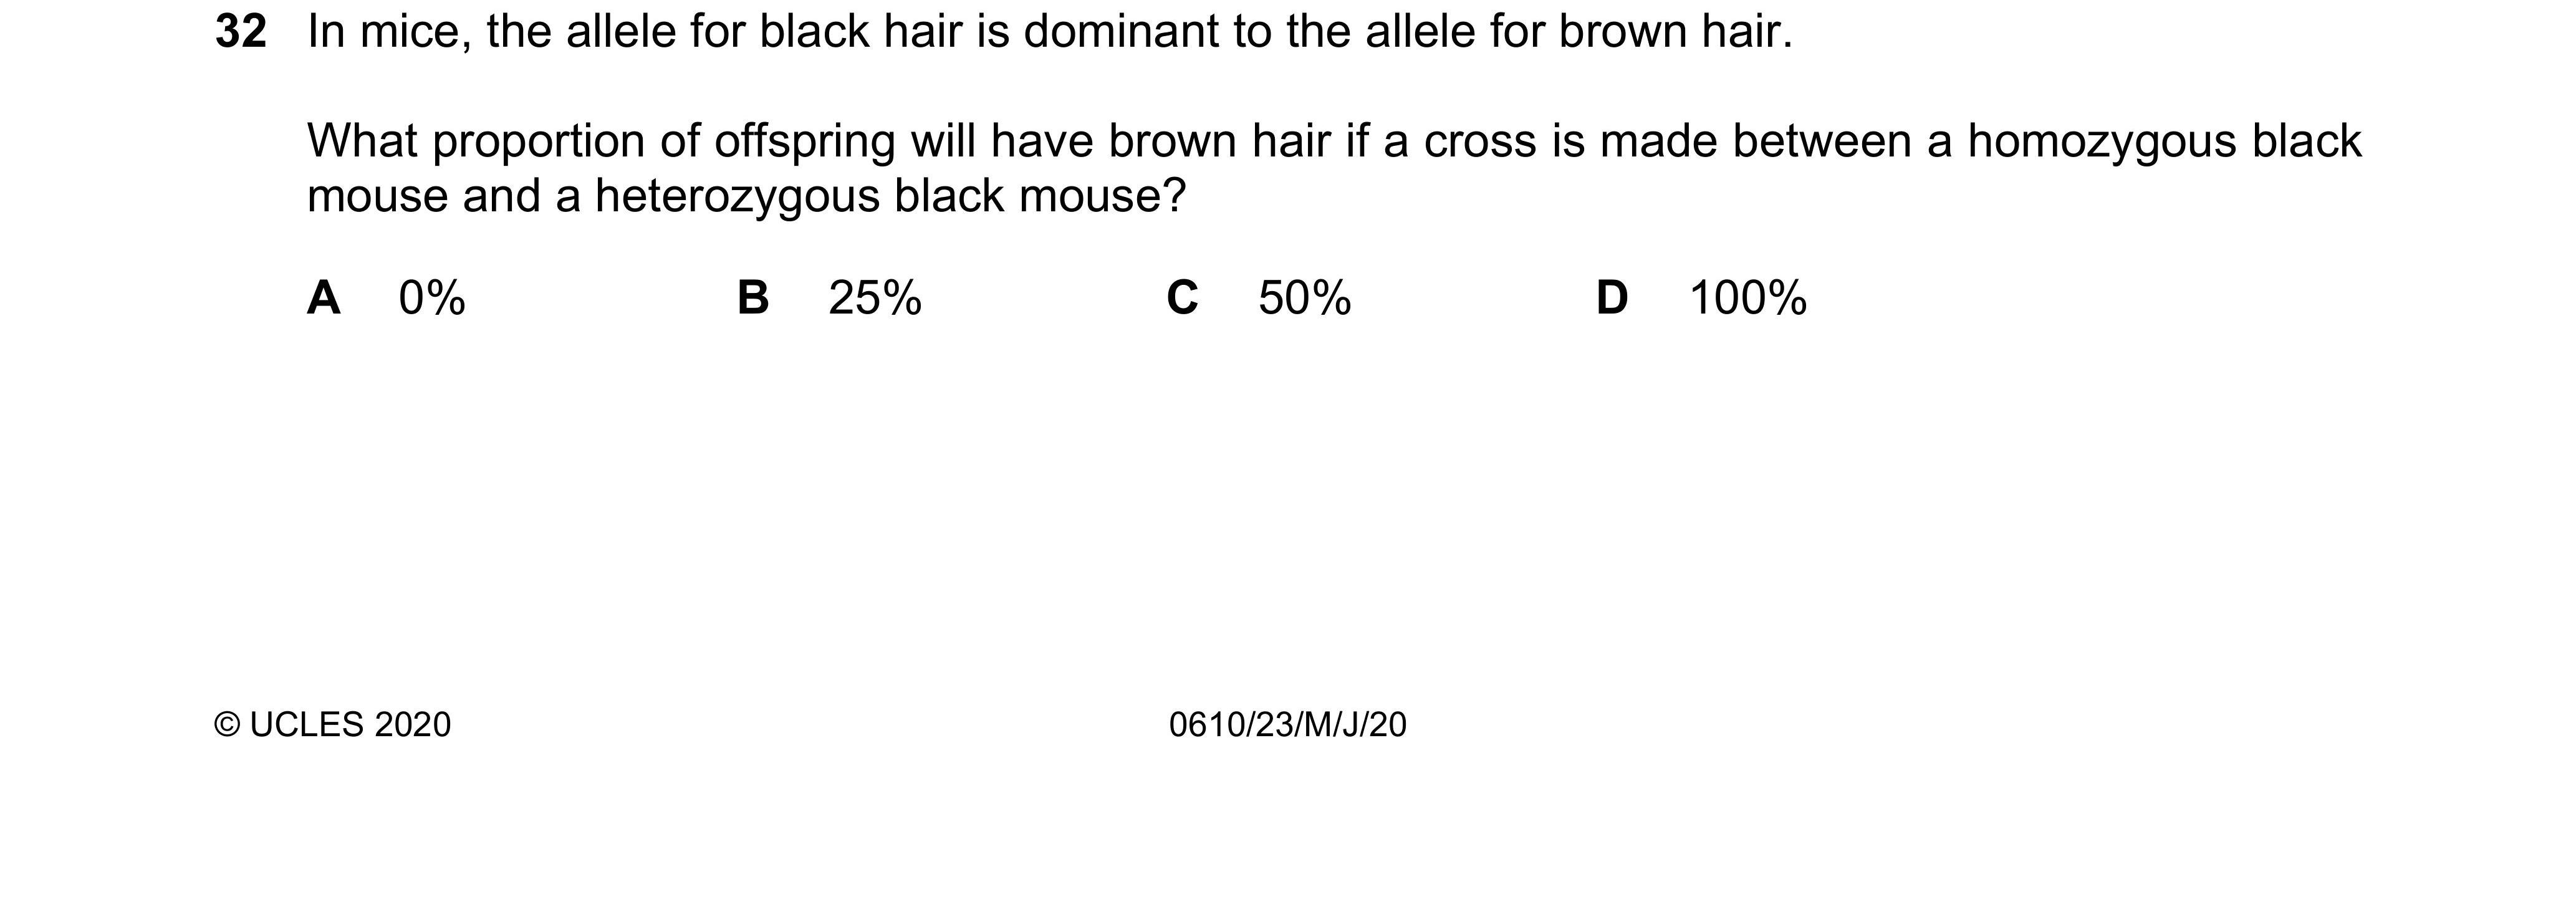 32 In mice, the allele for black hair is dominant to the allele for brown hair.
What proportion of offspring will have brown hair if a cross is made between a homozygous black
mouse and a heterozygous black mouse?
A 0% B 25% C 50% D 100%
© UCLES 2020 0610/23/M/J/20